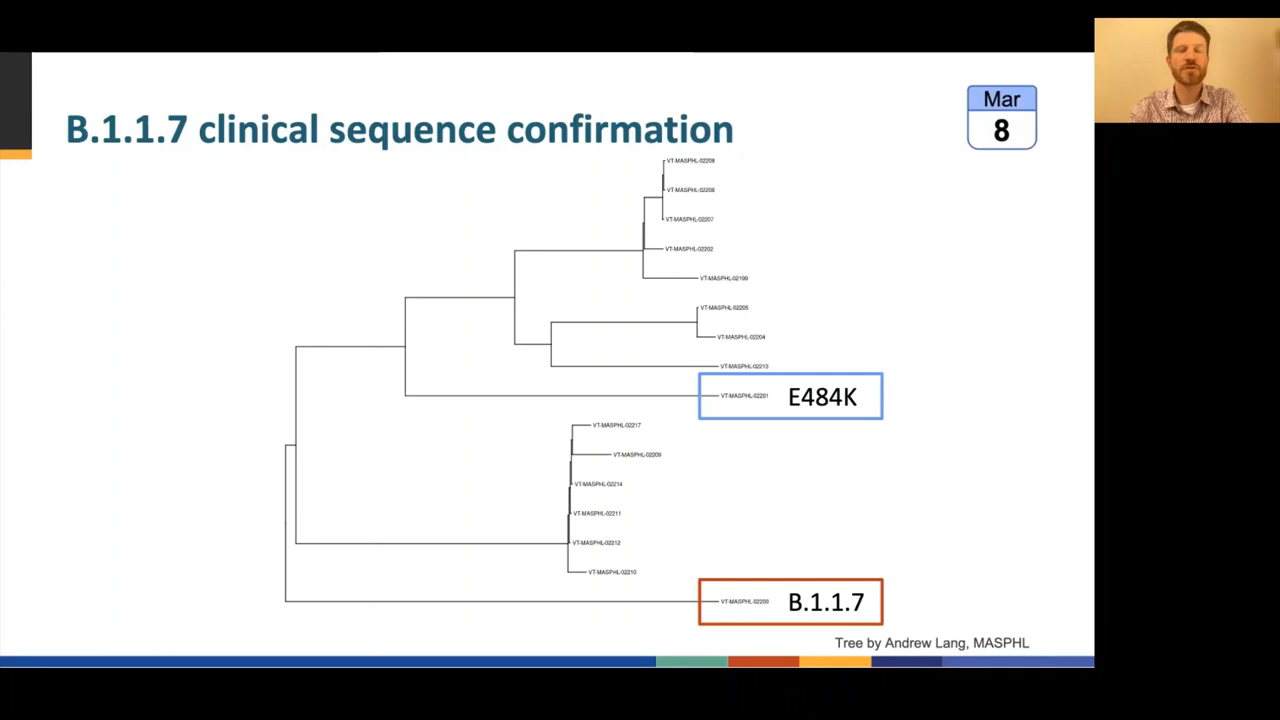 B.1.1.7 clinical sequence confirmation
Mar
8
VT-MASPHL-02208
VT-MASPHL-02207
VT-MASPHL-02202
VT-MASPHL-02199
VT-MASPHL-02205
VT-MASPHL-02204
VT-MASPHL-02213
VT-MASPHL-02201
E484K
VT-MASPHL-02217
VT-MASPHL-02209
VT-MASPHL-02214
VT-MASPHL-02211
VT-MASPHL-02212
VT-MASPHL-02210
VT-MASPHL-02200
B.1.1.7
Tree by Andrew Lang, MASPHL